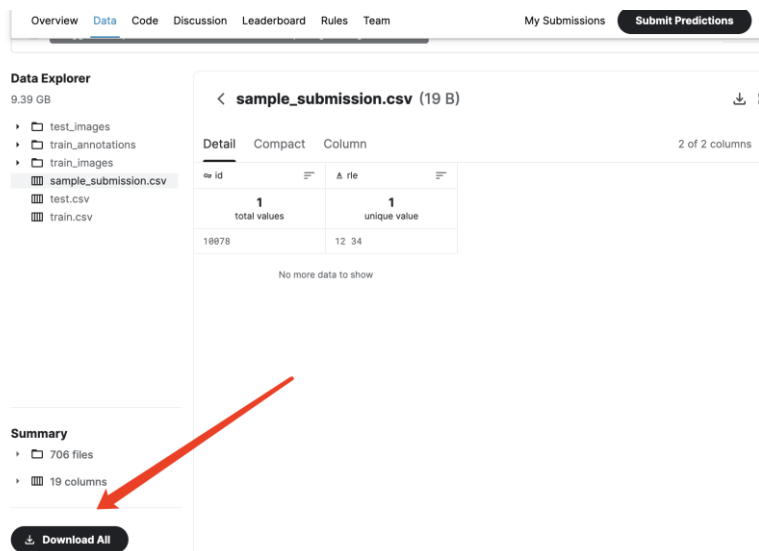 Overview Data Code Discussion Leaderboard Rules Team My Submissions Submit Predictions
Data Explorer
9.39 GB
test_images
train_annotations
train_images
sample_submission.csv
test.csv
train.csv
Summary
706 files
19 columns
Download All
sample_submission.csv (19 B)
Detail Compact Column 2 of 2 columns
id rle
1 1
total values unique value
10078 12 34
No more data to show